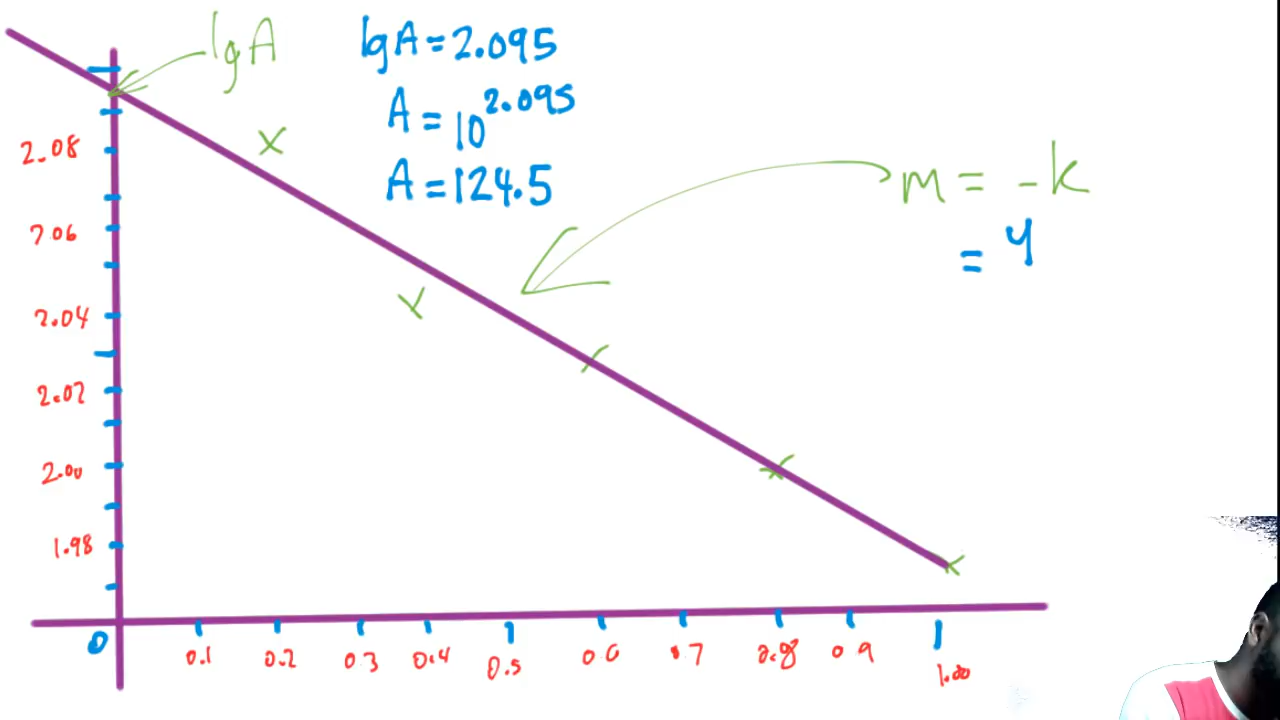 lgA
lgA = 2.095
A = 10^2.095
A = 124.5
m = -k
= y
2.08
2.06
2.04
2.02
2.00
1.98
0
0.1 0.2 0.3 0.4 0.5 0.6 0.7 0.8 0.9 1.00